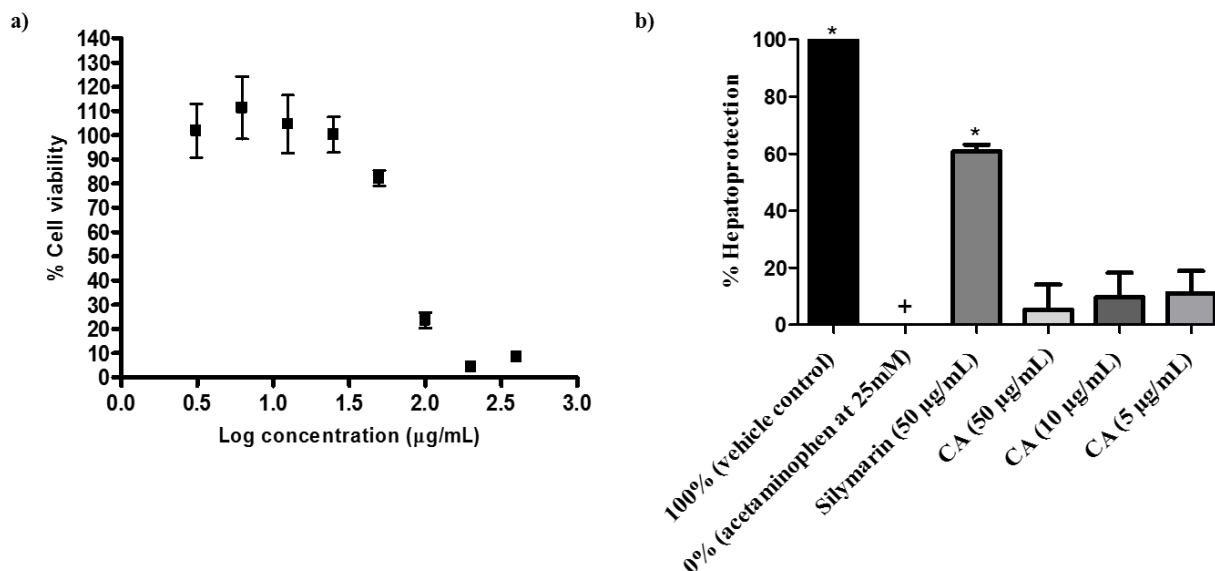 a)
% Cell viability
140
130
120
110
100
90
80
70
60
50
40
30
20
10
0
0.0 0.5 1.0 1.5 2.0 2.5 3.0
Log concentration (µg/mL)
b)
% Hepatoprotection
100
80
60
40
20
0
*
+
*
100% (vehicle control)
0% (acetaminophen at 25mM)
Silymarin (50 µg/mL)
CA (50 µg/mL)
CA (10 µg/mL)
CA (5 µg/mL)